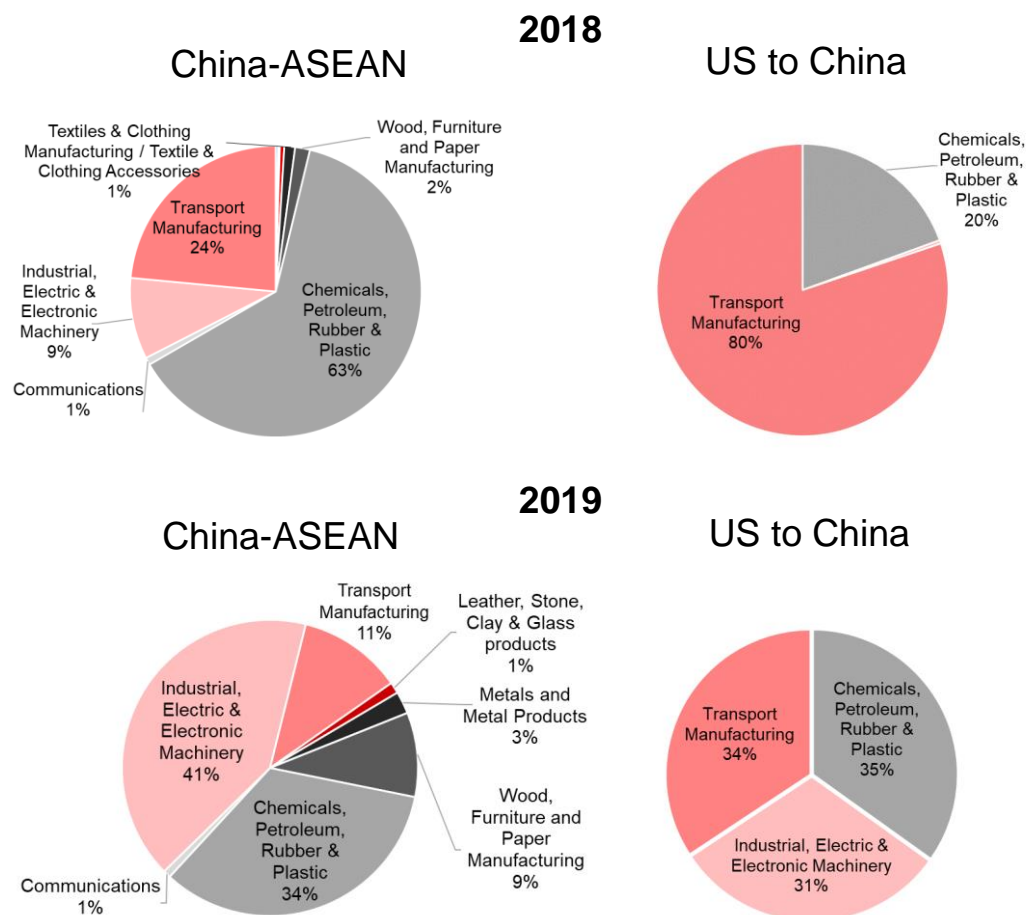 2018
China-ASEAN
US to China
Textiles & Clothing
Manufacturing / Textile &
Clothing Accessories
1%
Wood, Furniture
and Paper
Manufacturing
2%
Transport
Manufacturing
24%
Industrial,
Electric &
Electronic
Machinery
9%
Chemicals,
Petroleum,
Rubber &
Plastic
63%
Communications
1%
Chemicals,
Petroleum,
Rubber &
Plastic
20%
Transport
Manufacturing
80%
2019
China-ASEAN
US to China
Transport
Manufacturing
11%
Leather, Stone,
Clay & Glass
products
1%
Industrial,
Electric &
Electronic
Machinery
41%
Metals and
Metal Products
3%
Wood,
Furniture and
Paper
Manufacturing
9%
Chemicals,
Petroleum,
Rubber &
Plastic
34%
Communications
1%
Transport
Manufacturing
34%
Chemicals,
Petroleum,
Rubber &
Plastic
35%
Industrial, Electric &
Electronic Machinery
31%